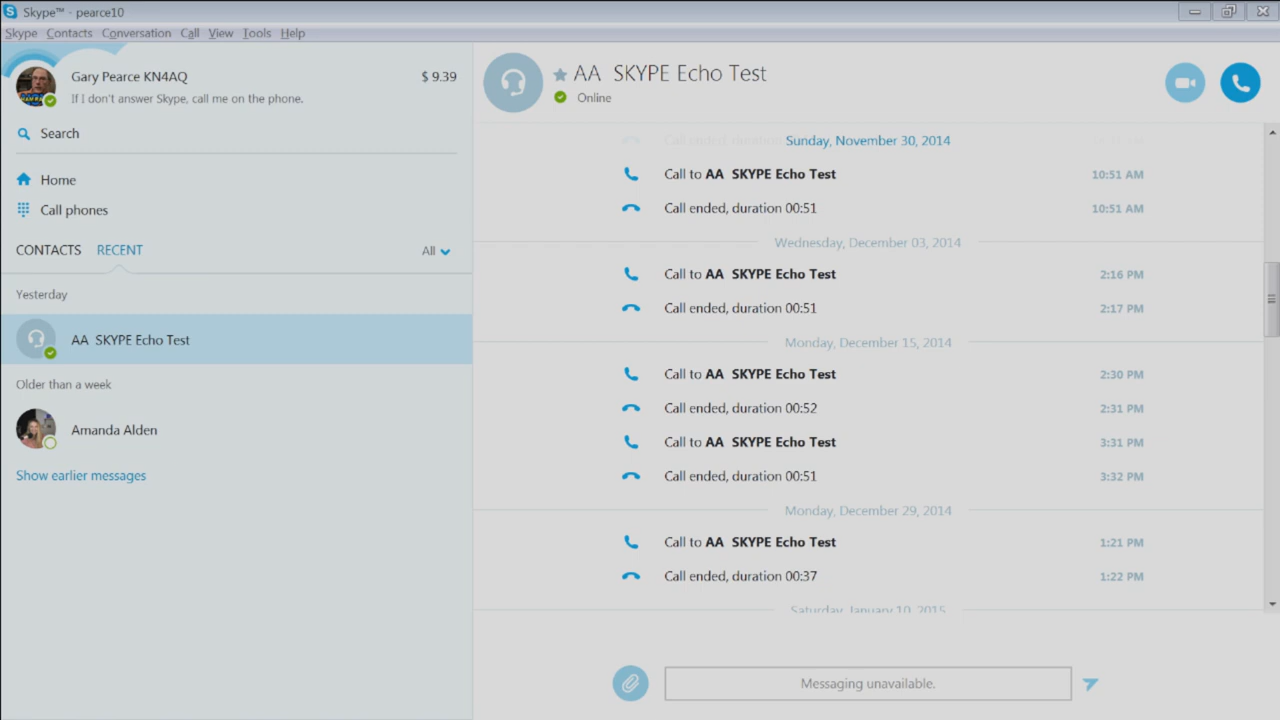 Skype™ - pearce10
Skype Contacts Conversation Call View Tools Help
Gary Pearce KN4AQ
$ 9.39
If I don't answer Skype, call me on the phone.
Search
Home
Call phones
CONTACTS RECENT
All
Yesterday
AA SKYPE Echo Test
Older than a week
Amanda Alden
Show earlier messages
AA SKYPE Echo Test
Online
Call ended, duration
Sunday, November 30, 2014
Call to AA SKYPE Echo Test 10:51 AM
Call ended, duration 00:51 10:51 AM
Wednesday, December 03, 2014
Call to AA SKYPE Echo Test 2:16 PM
Call ended, duration 00:51 2:17 PM
Monday, December 15, 2014
Call to AA SKYPE Echo Test 2:30 PM
Call ended, duration 00:52 2:31 PM
Call to AA SKYPE Echo Test 3:31 PM
Call ended, duration 00:51 3:32 PM
Monday, December 29, 2014
Call to AA SKYPE Echo Test 1:21 PM
Call ended, duration 00:37 1:22 PM
Saturday, January 10, 2015
Messaging unavailable.